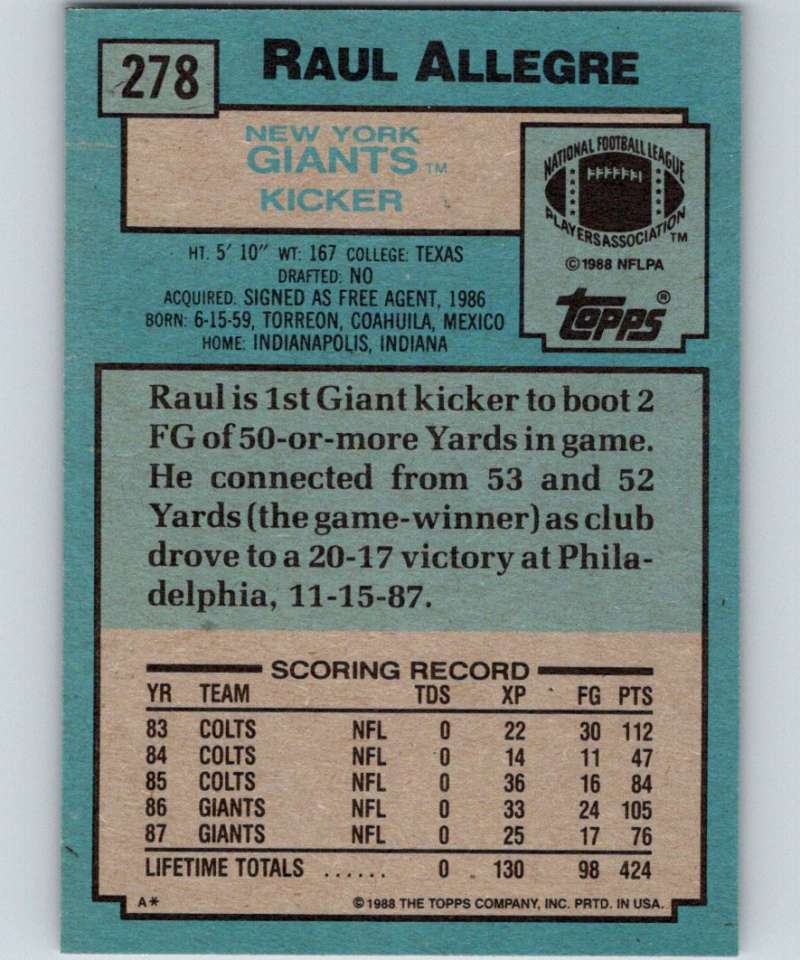 278
RAUL ALLEGRE
NEW YORK
GIANTS™
KICKER
NATIONAL FOOTBALL LEAGUE
PLAYERS ASSOCIATION™
©1988 NFLPA
Topps®
HT. 5' 10" WT: 167 COLLEGE: TEXAS
DRAFTED: NO
ACQUIRED. SIGNED AS FREE AGENT, 1986
BORN: 6-15-59, TORREON, COAHUILA, MEXICO
HOME: INDIANAPOLIS, INDIANA
Raul is 1st Giant kicker to boot 2
FG of 50-or-more Yards in game.
He connected from 53 and 52
Yards (the game-winner) as club
drove to a 20-17 victory at Phila-
delphia, 11-15-87.
SCORING RECORD
YR TEAM TDS XP FG PTS
83 COLTS NFL 0 22 30 112
84 COLTS NFL 0 14 11 47
85 COLTS NFL 0 36 16 84
86 GIANTS NFL 0 33 24 105
87 GIANTS NFL 0 25 17 76
LIFETIME TOTALS ...... 0 130 98 424
A* ©1988 THE TOPPS COMPANY, INC. PRTD. IN USA.